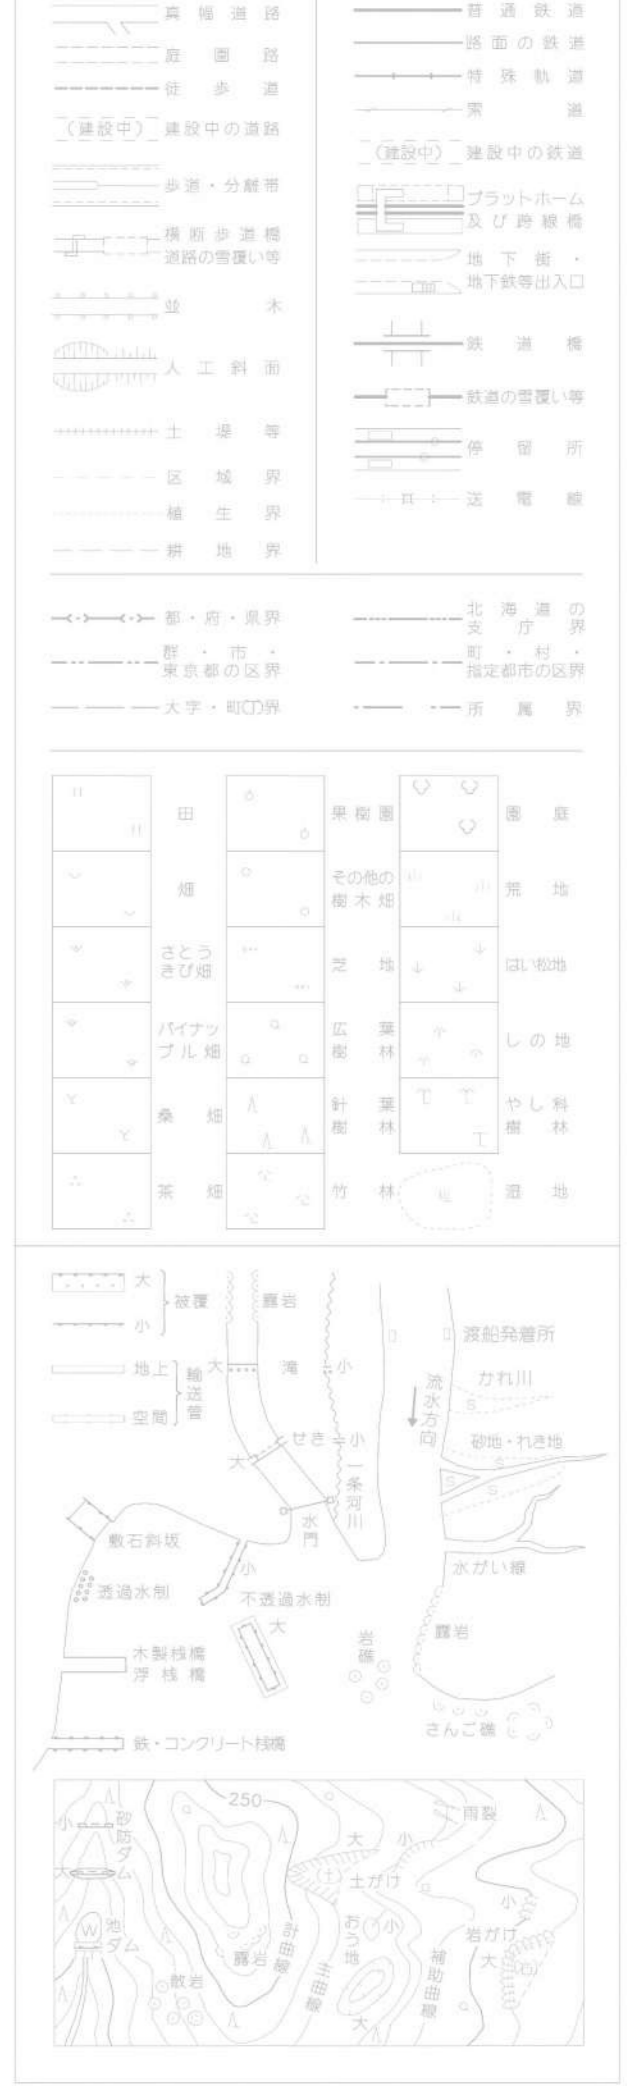 真幅道路
庭園路
徒歩道
(建設中) 建設中の道路
歩道・分離帯
横断歩道橋
道路の雪覆い等
並木
人工斜面
土堤等
区域界
植生界
耕地界
普通鉄道
路面の鉄道
特殊軌道
索道
(建設中) 建設中の鉄道
プラットホーム
及び跨線橋
地下街・
地下鉄等出入口
鉄道橋
鉄道の雪覆い等
停留所
送電線
都・府・県界
群・市・
東京都の区界
大字・町(丁)界
北海道の
支庁界
町・村・
指定都市の区界
所属界
田
畑
さとう
きび畑
パイナッ
プル畑
桑畑
茶畑
果樹園
その他の
樹木畑
芝地
広葉
樹林
針葉
樹林
竹林
園庭
荒地
はい松地
しの地
やし科
樹林
湿地
大
小
被覆
地上
空間
輸送管
露岩
大 滝 小
大 せき 小
水門
一条河川
渡船発着所
かれ川
S
流水方向
砂地・れき地
S
S
S
水がい線
敷石斜坂
透過水制
小
不透過水制
大
木製桟橋
浮桟橋
鉄・コンクリート桟橋
岩礁
露岩
さんご礁
250
小
砂防ダム
大
W
池
ダム
散岩
露岩
計曲線
主曲線
大 小
土がけ
(土)
おう地
小
大
補助曲線
雨裂
小
岩がけ
大